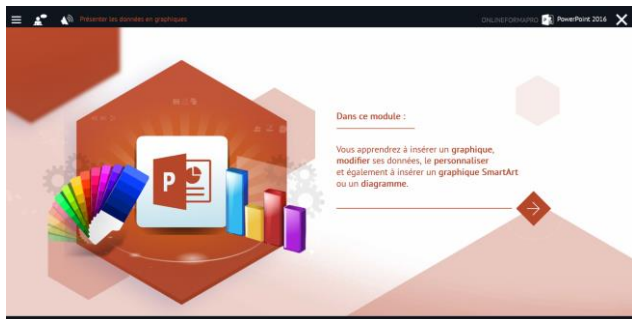 Présenter les données en graphiques
ONLINEFORMAPRO PowerPoint 2016
Dans ce module :
Vous apprendrez à insérer un graphique,
modifier ses données, le personnaliser
et également à insérer un graphique SmartArt
ou un diagramme.
P